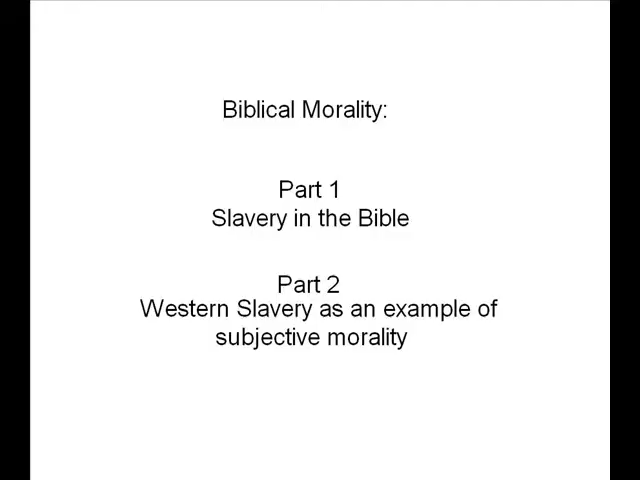 Biblical Morality:
Part 1
Slavery in the Bible
Part 2
Western Slavery as an example of
subjective morality